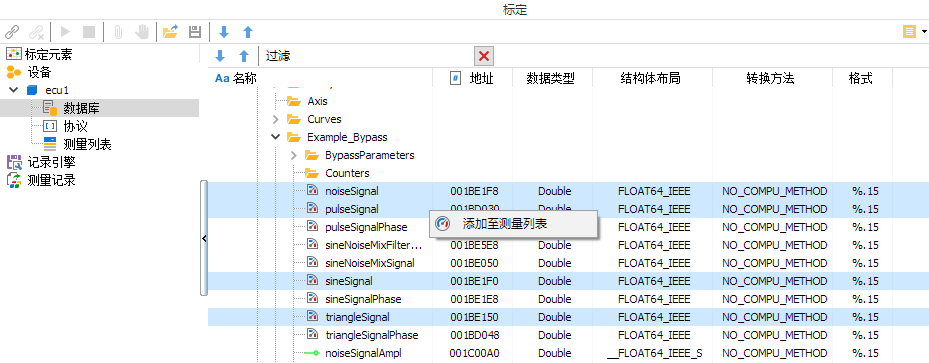 标定
标定元素
设备
ecu1
数据库
协议
测量列表
记录引擎
测量记录
过滤
Aa 名称 # 地址 数据类型 结构体布局 转换方法 格式
Axis
Curves
Example_Bypass
BypassParameters
Counters
noiseSignal 001BE1F8 Double FLOAT64_IEEE NO_COMPU_METHOD %.15
pulseSignal 001BD030 Double FLOAT64_IEEE NO_COMPU_METHOD %.15
添加至测量列表
pulseSignalPhase FLOAT64_IEEE NO_COMPU_METHOD %.15
sineNoiseMixFilter... 001BE5E8 Double FLOAT64_IEEE NO_COMPU_METHOD %.15
sineNoiseMixSignal 001BE050 Double FLOAT64_IEEE NO_COMPU_METHOD %.15
sineSignal 001BE1F0 Double FLOAT64_IEEE NO_COMPU_METHOD %.15
sineSignalPhase 001BE1E8 Double FLOAT64_IEEE NO_COMPU_METHOD %.15
triangleSignal 001BE150 Double FLOAT64_IEEE NO_COMPU_METHOD %.15
triangleSignalPhase 001BD048 Double FLOAT64_IEEE NO_COMPU_METHOD %.15
noiseSignalAmpl 001C00A0 Double __FLOAT64_IEEE_S NO_COMPU_METHOD %.15